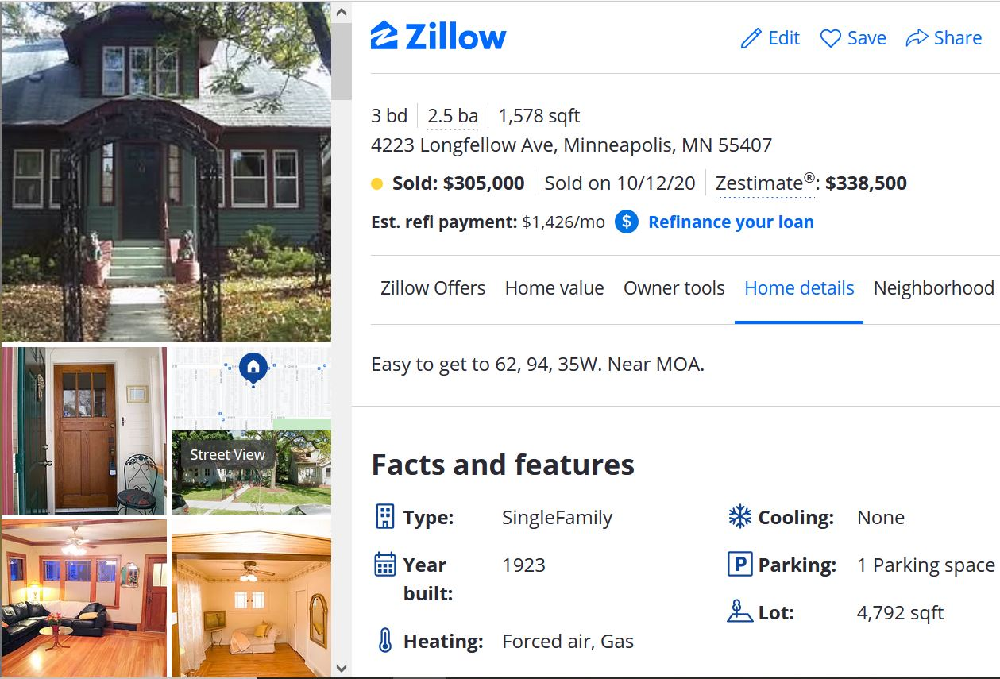 Zillow
Edit Save Share
3 bd 2.5 ba 1,578 sqft
4223 Longfellow Ave, Minneapolis, MN 55407
Sold: $305,000 Sold on 10/12/20 Zestimate®: $338,500
Est. refi payment: $1,426/mo $ Refinance your loan
Zillow Offers Home value Owner tools Home details Neighborhood
Easy to get to 62, 94, 35W. Near MOA.
Street View
Facts and features
Type: SingleFamily
Cooling: None
Year built: 1923
P Parking: 1 Parking space
Lot: 4,792 sqft
Heating: Forced air, Gas